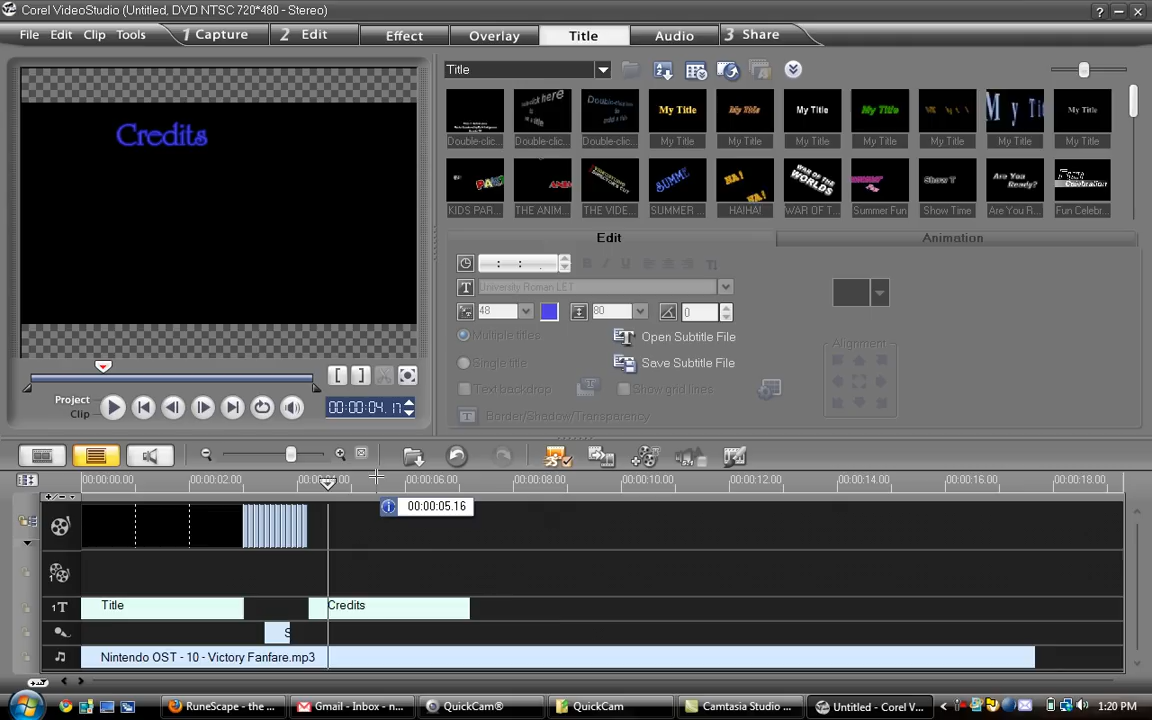 Corel VideoStudio (Untitled, DVD NTSC 720*480 - Stereo)
File Edit Clip Tools 1 Capture 2 Edit Effect Overlay Title Audio 3 Share
Credits
Title
Double-clic... Double-clic... Double-clic... My Title My Title My Title My Title My Title My Title My Title
KIDS PAR... THE ANIM... THE VIDE... SUMMER ... HAIHA! WAR OF T... Summer Fun Show Time Are You R... Fun Celebr...
Edit Animation
University Roman LET
48 80 0
Multiple titles Open Subtitle File
Single title Save Subtitle File
Alignment
Text backdrop Show grid lines
Border/Shadow/Transparency
Project
Clip
00:00:04.17
00:00:00.00 00:00:02.00 00:00:04.00 00:00:06.00 00:00:08.00 00:00:10.00 00:00:12.00 00:00:14.00 00:00:16.00 00:00:18.00
00:00:05.16
Title Credits
S
Nintendo OST - 10 - Victory Fanfare.mp3
RuneScape - the ... Gmail - Inbox - n... QuickCam® QuickCam Camtasia Studio ... Untitled - Corel V... 1:20 PM